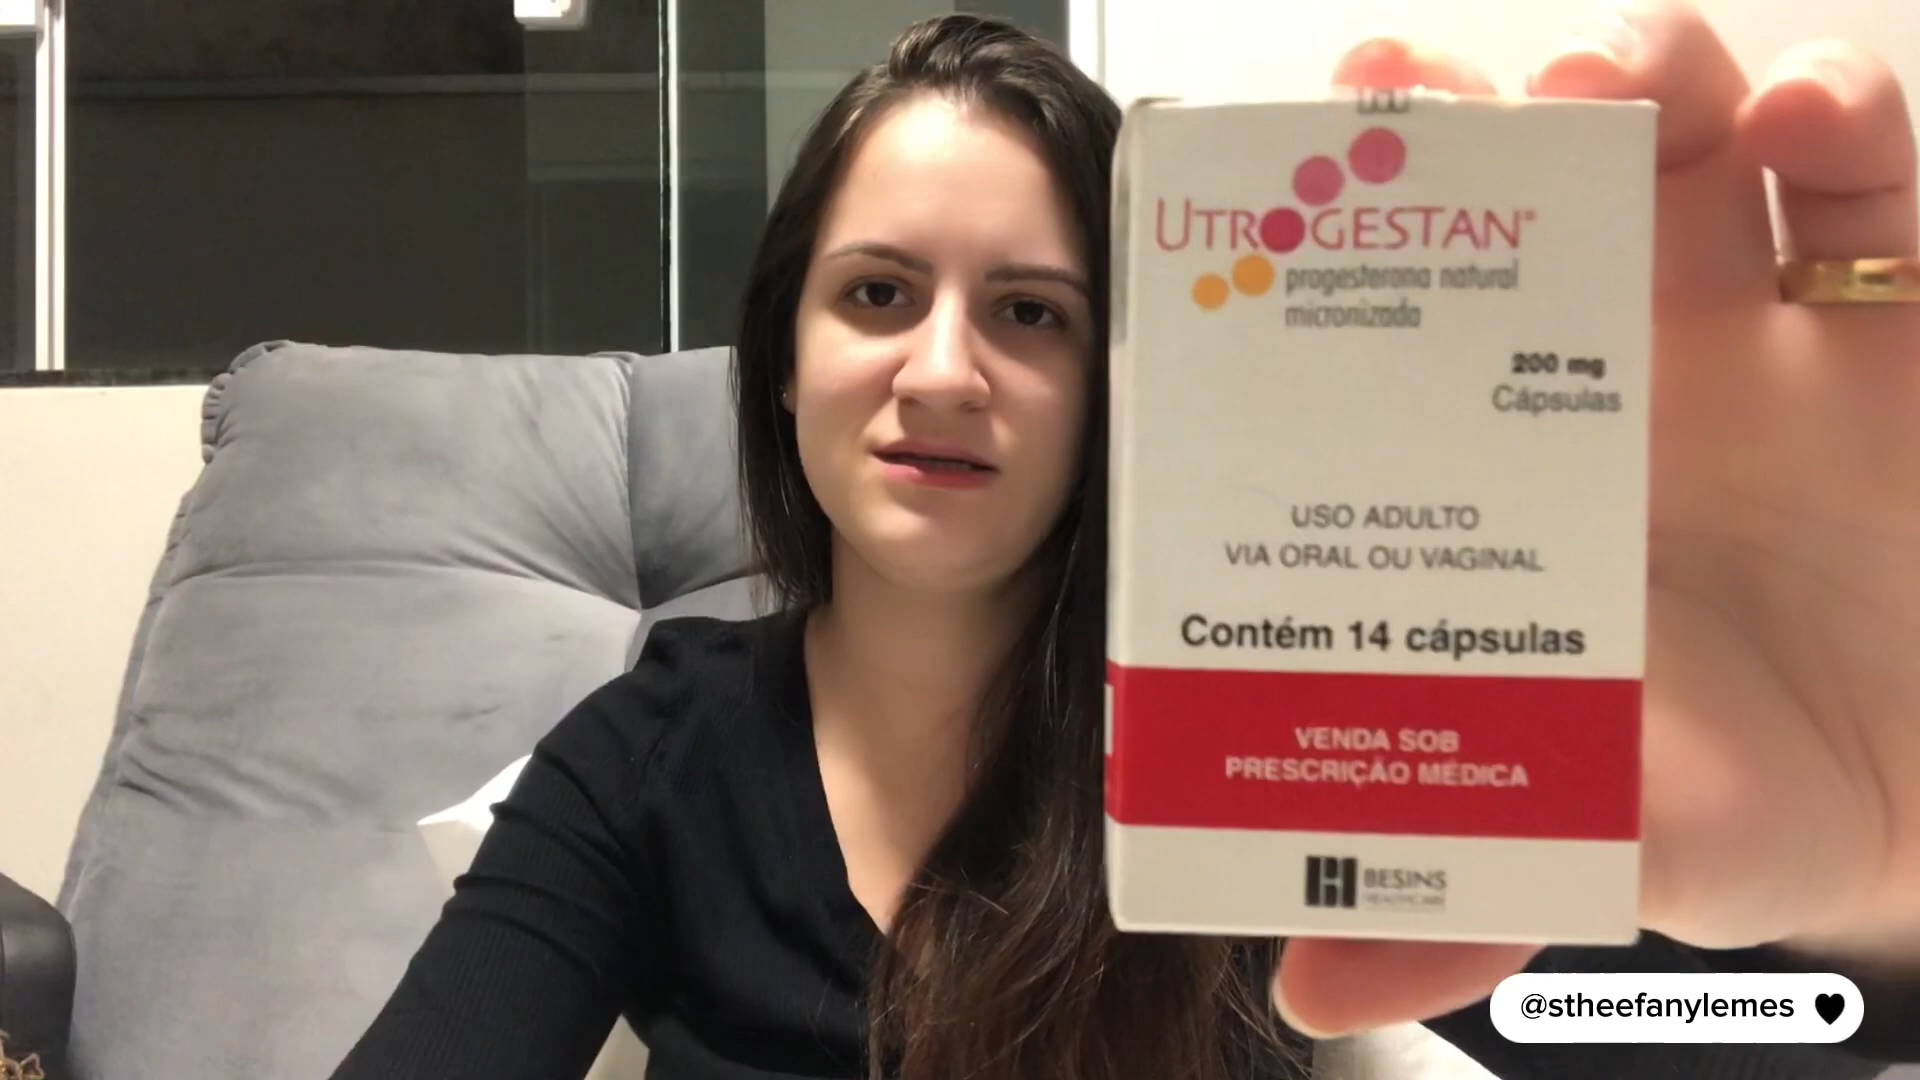 UTROGESTAN®
progesterona natural
micronizada
200 mg
Cápsulas
USO ADULTO
VIA ORAL OU VAGINAL
Contém 14 cápsulas
VENDA SOB
PRESCRIÇÃO MÉDICA
BESINS
HEALTHCARE
@stheefanylemes